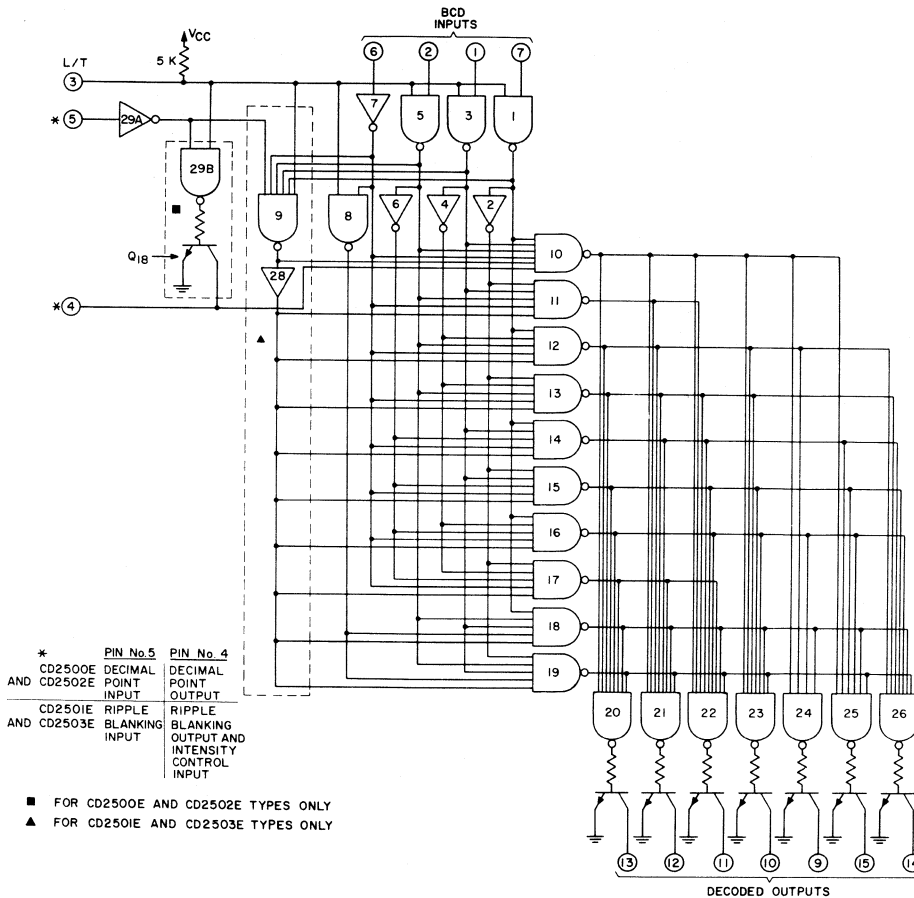 BCD
INPUTS
6 2 1 7
VCC
5 K
L/T
3
* 5
29A
7 5 3 1
29B
9 8 6 4 2
Q18
28
* 4
10
11
12
13
14
15
16
17
18
19
20 21 22 23 24 25 26
13 12 11 10 9 15 14
DECODED OUTPUTS
* PIN No.5 PIN No. 4
CD2500E DECIMAL DECIMAL
AND CD2502E POINT POINT
INPUT OUTPUT
CD2501E RIPPLE RIPPLE
AND CD2503E BLANKING BLANKING
INPUT OUTPUT AND
INTENSITY
CONTROL
INPUT
■ FOR CD2500E AND CD2502E TYPES ONLY
▲ FOR CD2501E AND CD2503E TYPES ONLY